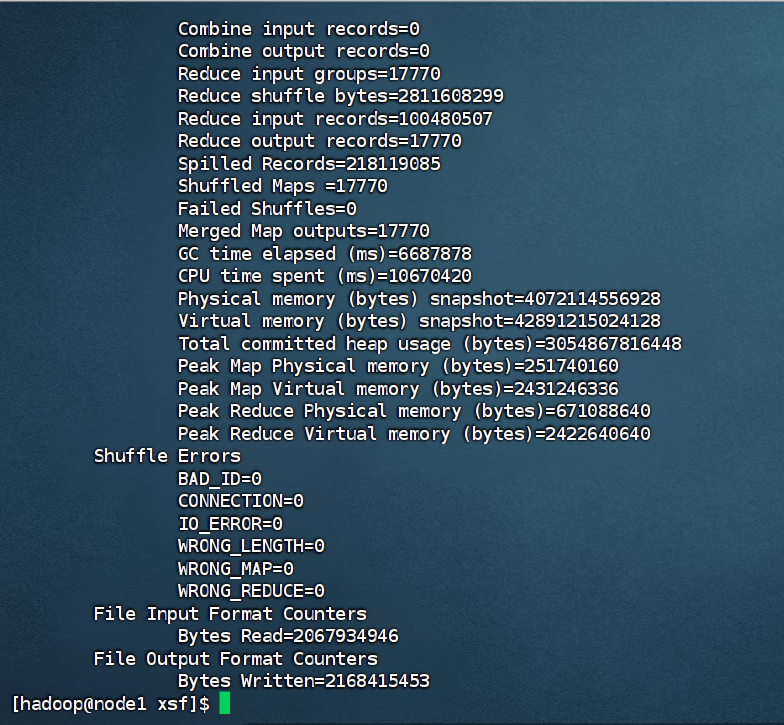 Combine input records=0
Combine output records=0
Reduce input groups=17770
Reduce shuffle bytes=2811608299
Reduce input records=100480507
Reduce output records=17770
Spilled Records=218119085
Shuffled Maps =17770
Failed Shuffles=0
Merged Map outputs=17770
GC time elapsed (ms)=6687878
CPU time spent (ms)=10670420
Physical memory (bytes) snapshot=4072114556928
Virtual memory (bytes) snapshot=42891215024128
Total committed heap usage (bytes)=3054867816448
Peak Map Physical memory (bytes)=251740160
Peak Map Virtual memory (bytes)=2431246336
Peak Reduce Physical memory (bytes)=671088640
Peak Reduce Virtual memory (bytes)=2422640640
Shuffle Errors
BAD_ID=0
CONNECTION=0
IO_ERROR=0
WRONG_LENGTH=0
WRONG_MAP=0
WRONG_REDUCE=0
File Input Format Counters
Bytes Read=2067934946
File Output Format Counters
Bytes Written=2168415453
[hadoop@node1 xsf]$